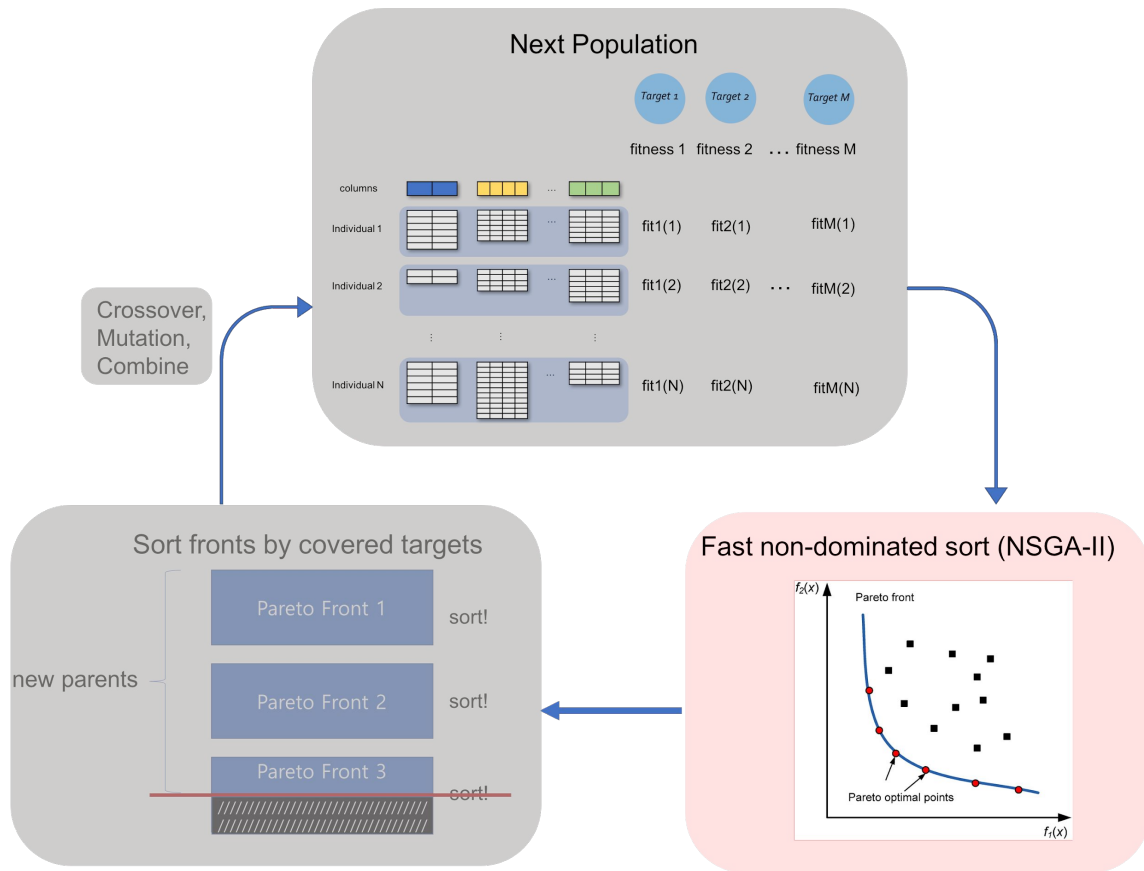 Next Population
Target 1 Target 2 Target M
fitness 1 fitness 2 ... fitness M
columns ...
Individual 1 ... fit1(1) fit2(1) fitM(1)
Individual 2 ... fit1(2) fit2(2) ... fitM(2)
⋮ ⋮ ⋮
Individual N ... fit1(N) fit2(N) fitM(N)
Crossover,
Mutation,
Combine
Sort fronts by covered targets
Pareto Front 1
sort!
new parents
Pareto Front 2
sort!
Pareto Front 3
sort!
Fast non-dominated sort (NSGA-II)
f2(x)
Pareto front
Pareto optimal points
f1(x)